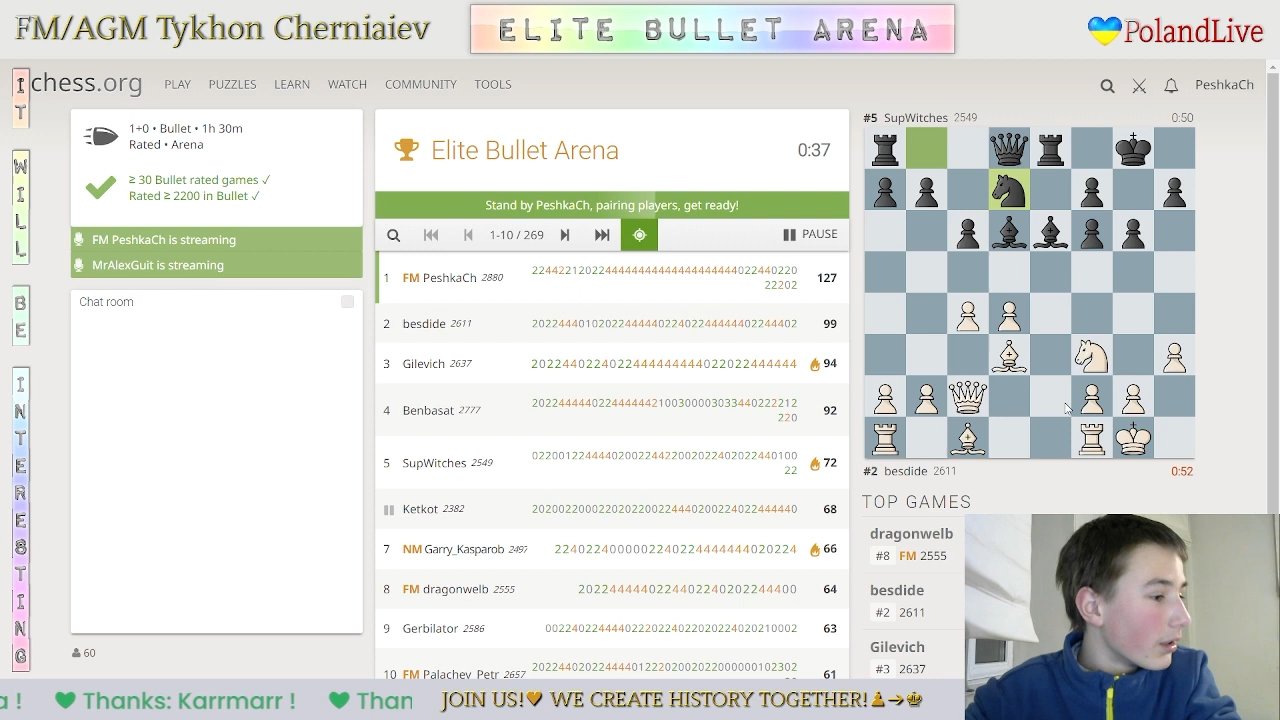 FM/AGM Tykhon Cherniaiev
ELITE BULLET ARENA
PolandLive
IT
WILL
BE
INTERE8TING
chess.org
PLAY PUZZLES LEARN WATCH COMMUNITY TOOLS
PeshkaCh
1+0 • Bullet • 1h 30m
Rated • Arena
≥ 30 Bullet rated games ✓
Rated ≥ 2200 in Bullet ✓
FM PeshkaCh is streaming
MrAlexGuit is streaming
Chat room
60
Elite Bullet Arena 0:37
Stand by PeshkaCh, pairing players, get ready!
1-10 / 269 PAUSE
1 FM PeshkaCh 2880 127
22202
2 besdide 2611 99
3 Gilevich 2637 94
4 Benbasat 2777 92
220
5 SupWitches 2549 72
22
Ketkot 2382 68
7 NM Garry_Kasparob 2497 66
8 FM dragonwelb 2555 64
9 Gerbilator 2586 63
10 FM Palachev_Petr 2657 61
#5 SupWitches 2549 0:50
#2 besdide 2611 0:52
TOP GAMES
dragonwelb
#8 FM 2555
besdide
#2 2611
Gilevich
#3 2637
a ! Thanks: Karrmarr ! Than
JOIN US! WE CREATE HISTORY TOGETHER!